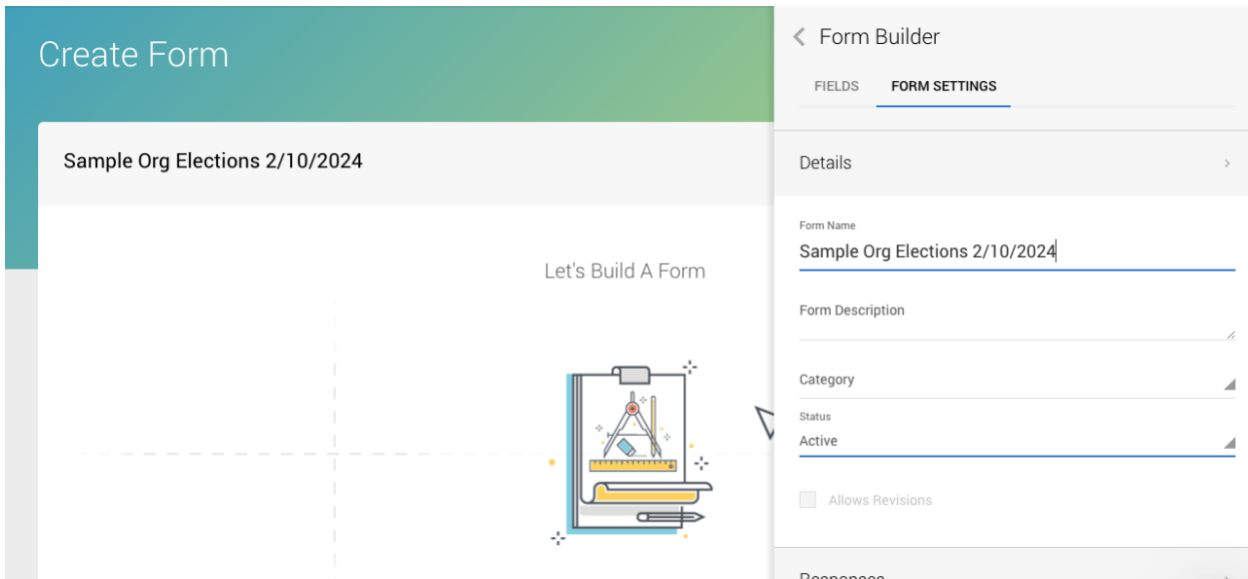 Create Form
Sample Org Elections 2/10/2024
Let's Build A Form
Form Builder
FIELDS FORM SETTINGS
Details
Form Name
Sample Org Elections 2/10/2024
Form Description
Category
Status
Active
Allows Revisions
Responses